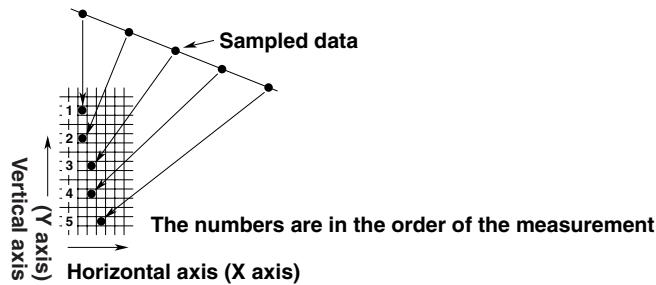 Sampled data
1
2
3
4
5
Vertical axis
(Y axis)
The numbers are in the order of the measurement
Horizontal axis (X axis)